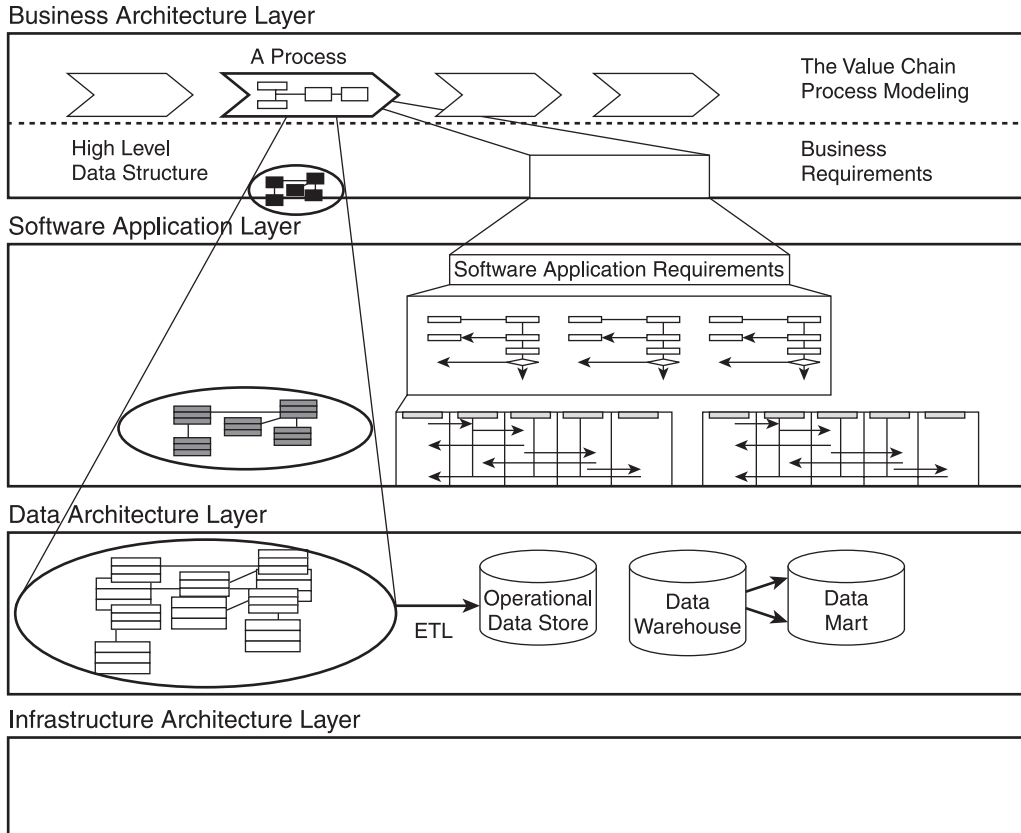 Business Architecture Layer
A Process
The Value Chain
Process Modeling
High Level
Data Structure
Business
Requirements
Software Application Layer
Software Application Requirements
Data Architecture Layer
ETL
Operational
Data Store
Data
Warehouse
Data
Mart
Infrastructure Architecture Layer